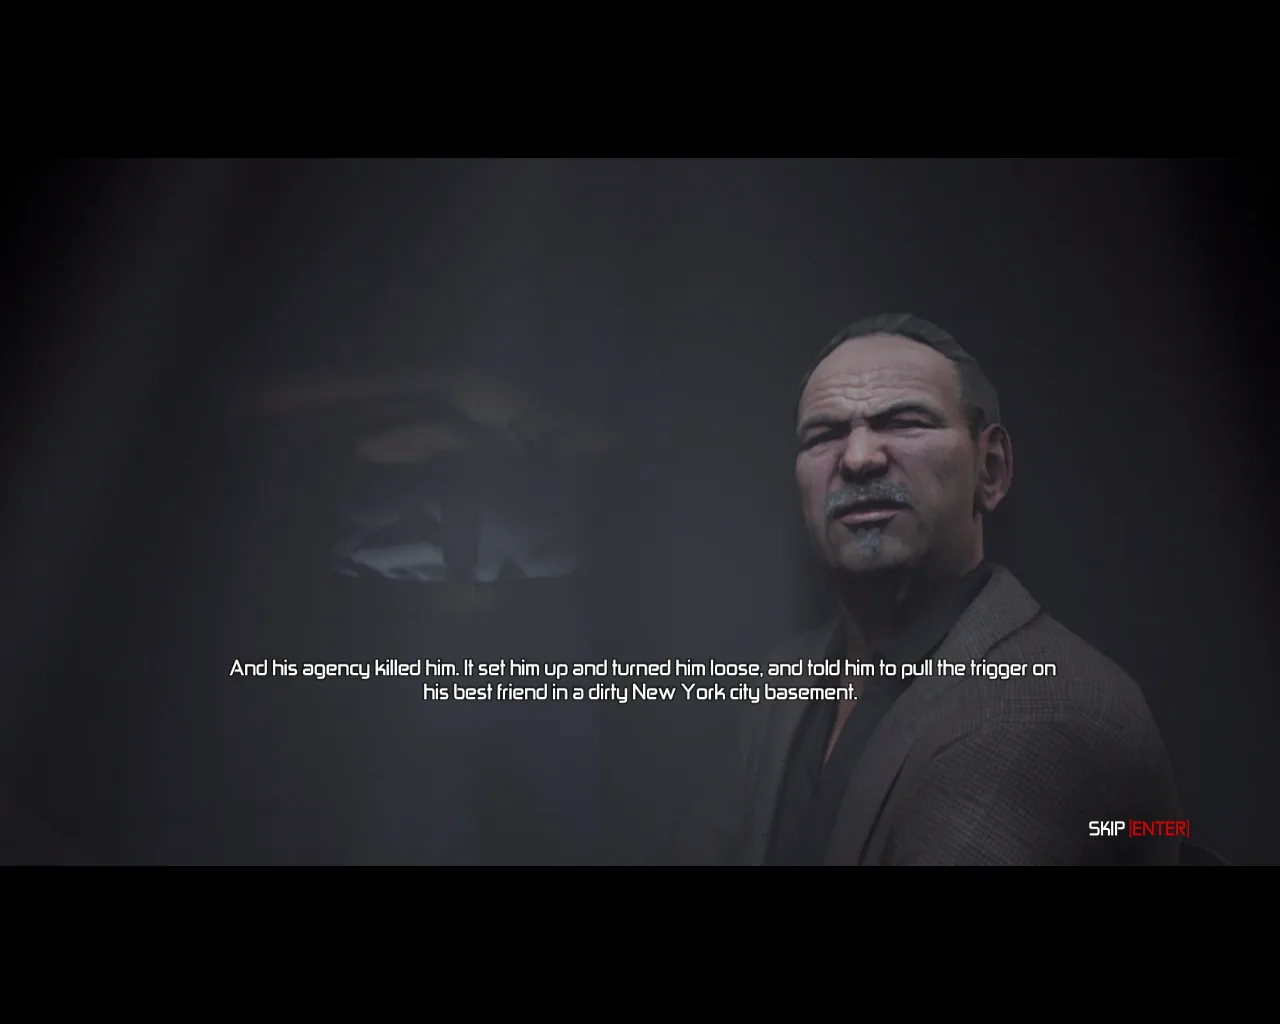 And his agency killed him. It set him up and turned him loose, and told him to pull the trigger on
his best friend in a dirty New York city basement.
SKIP [ENTER]